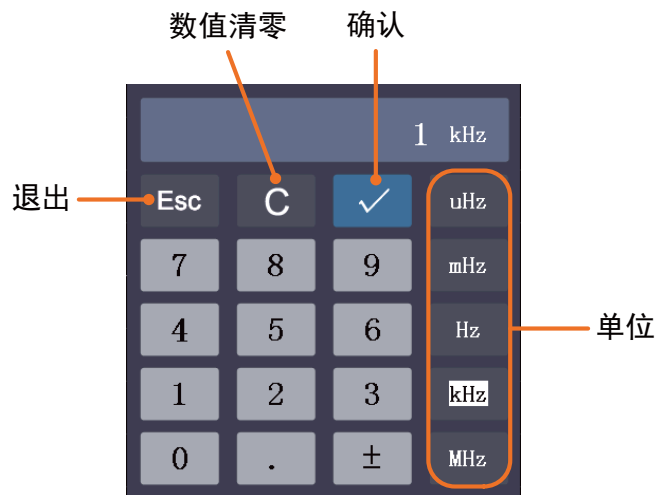 数值清零 确认
1 kHz
退出 Esc C ✓ uHz
7 8 9 mHz
4 5 6 Hz 单位
1 2 3 kHz
0 . ± MHz